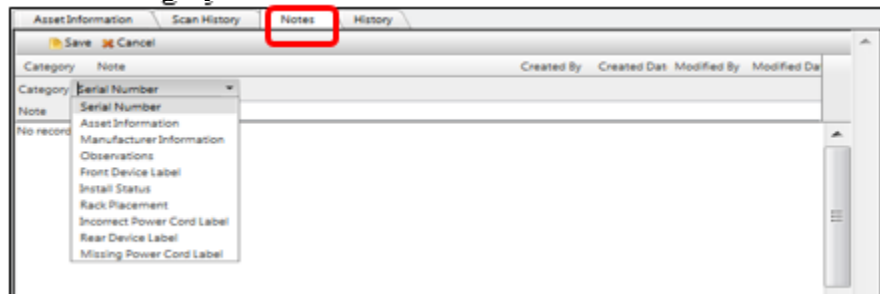 Asset Information Scan History Notes History
Save Cancel
Category Note Created By Created Dat Modified By Modified Da
Category Serial Number
Note
Serial Number
Asset Information
No record
Manufacturer Information
Observations
Front Device Label
Install Status
Rack Placement
Incorrect Power Cord Label
Rear Device Label
Missing Power Cord Label